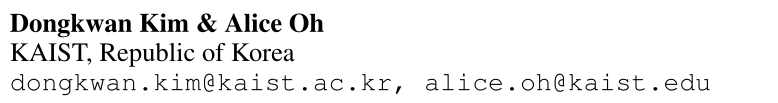 Dongkwan Kim & Alice Oh
KAIST, Republic of Korea
dongkwan.kim@kaist.ac.kr, alice.oh@kaist.edu